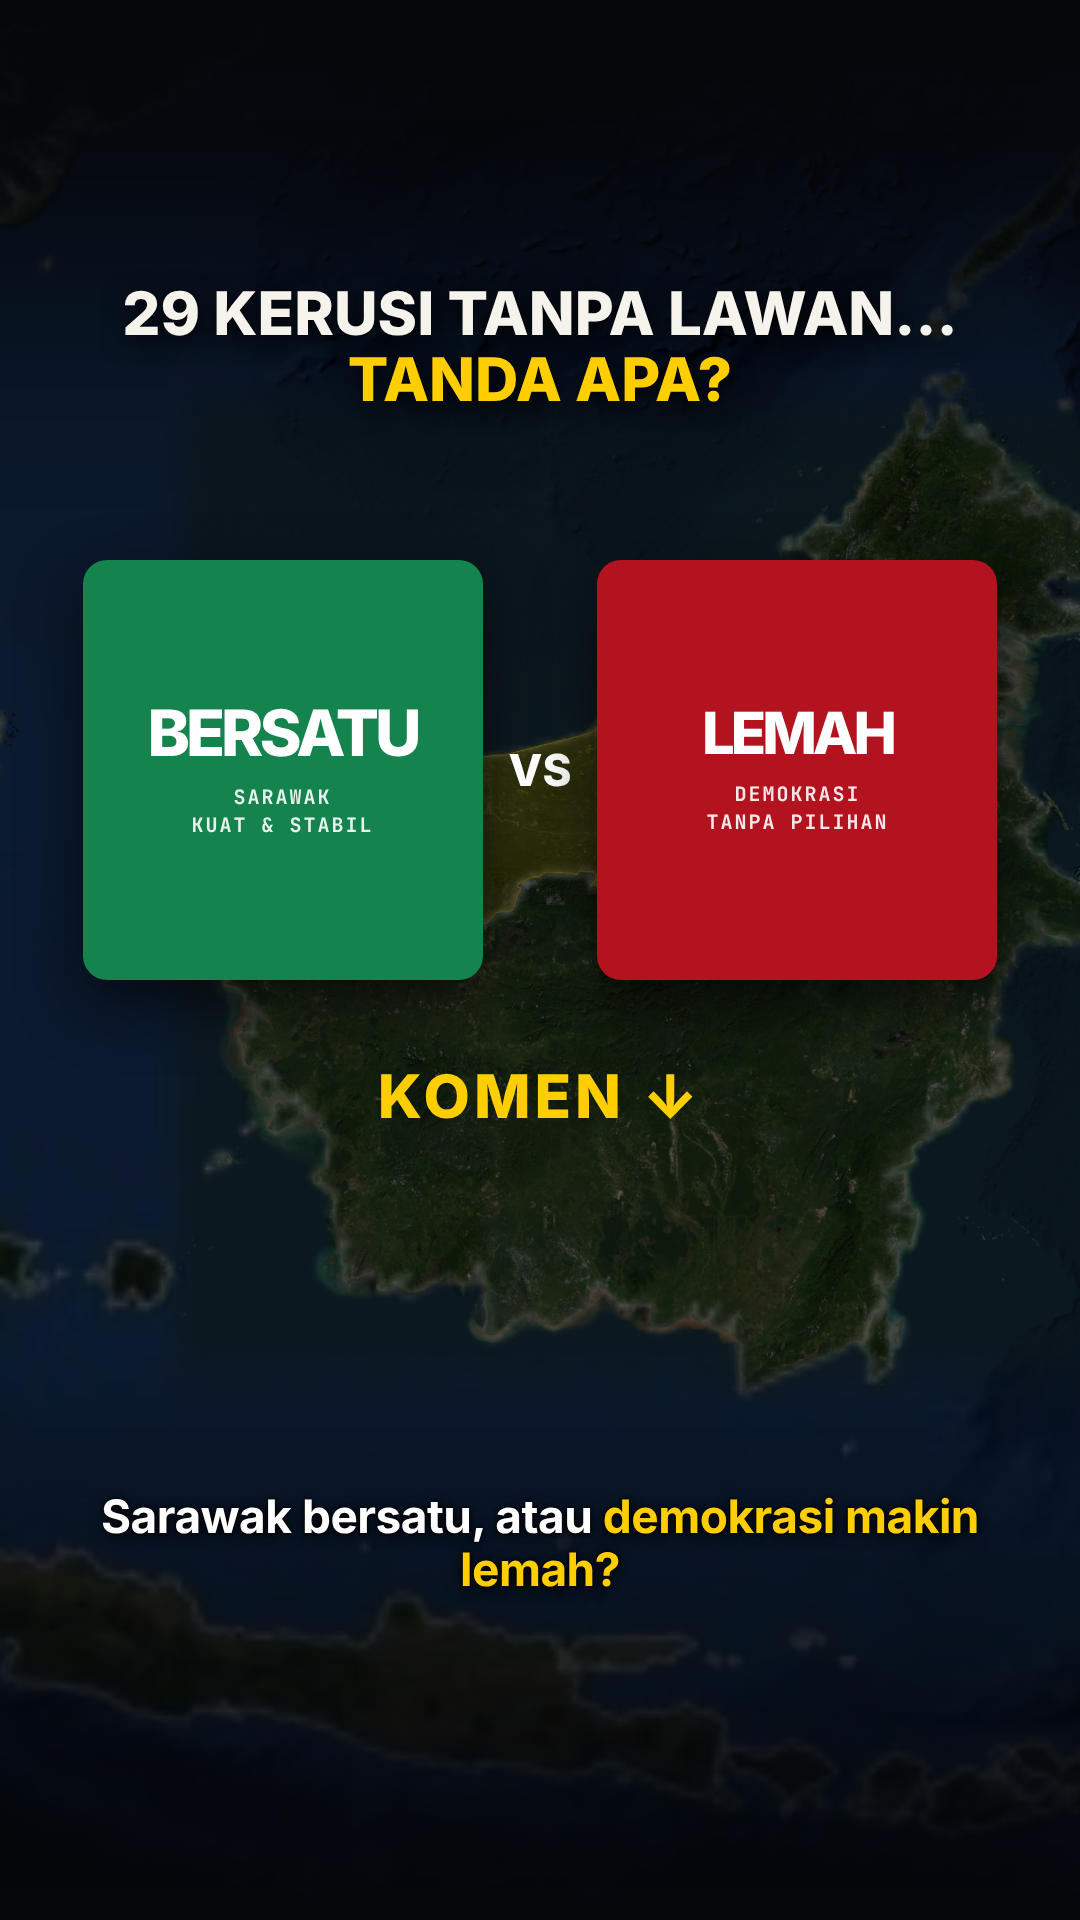 29 KERUSI TANPA LAWAN...
TANDA APA?
BERSATU
SARAWAK
KUAT & STABIL
VS
LEMAH
DEMOKRASI
TANPA PILIHAN
KOMEN ↓
Sarawak bersatu, atau demokrasi makin
lemah?